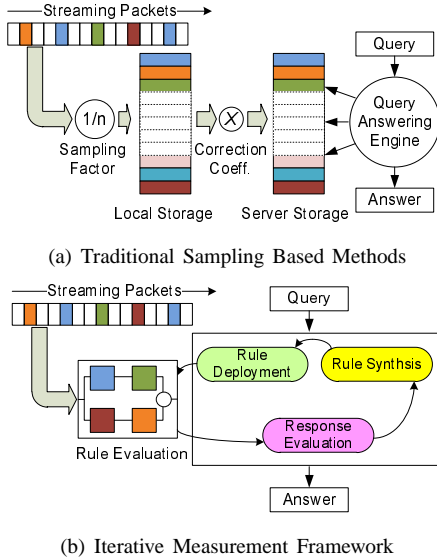 Streaming Packets
1/n
Sampling
Factor
Local Storage
X
Correction
Coeff.
Server Storage
Query
Query
Answering
Engine
Answer
(a) Traditional Sampling Based Methods
Streaming Packets
Rule Evaluation
Query
Rule
Deployment
Rule Synthsis
Response
Evaluation
Answer
(b) Iterative Measurement Framework